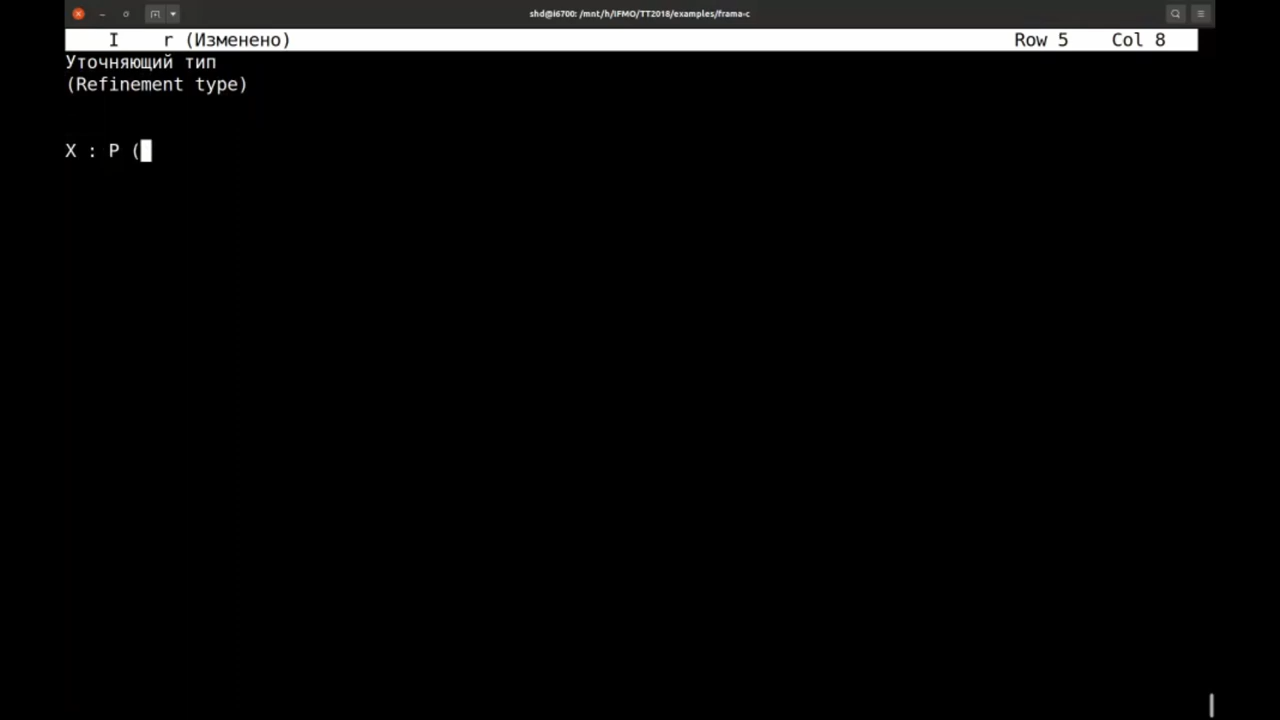 shd@i6700: /mnt/h/IFMO/TT2018/examples/frama-c
I r (Изменено) Row 5 Col 8
Уточняющий тип
(Refinement type)
X : P (